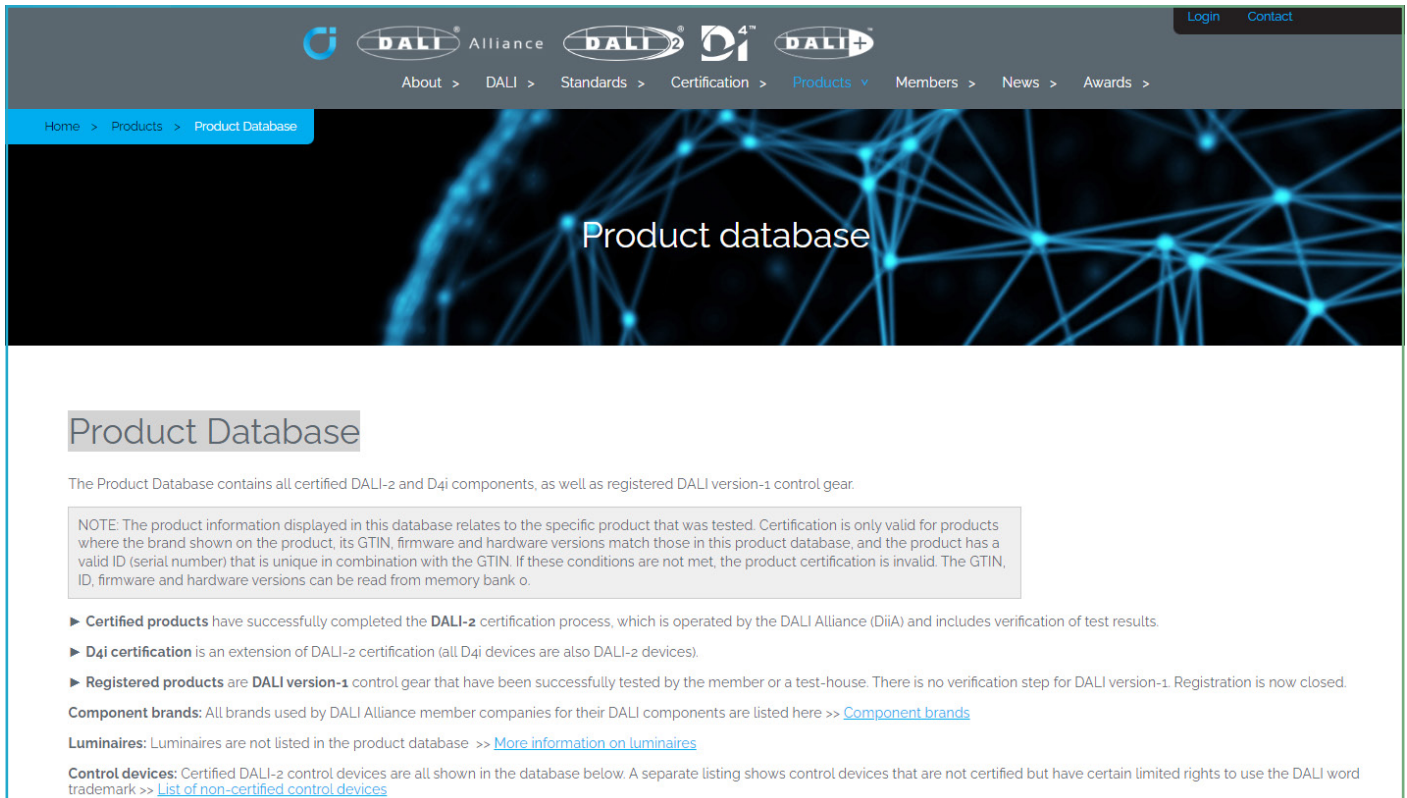 Login Contact
DALI® Alliance DALI 2® D4i™ DALI+™
About > DALI > Standards > Certification > Products ˅ Members > News > Awards >
Home > Products > Product Database
Product database
Product Database
The Product Database contains all certified DALI-2 and D4i components, as well as registered DALI version-1 control gear.
NOTE: The product information displayed in this database relates to the specific product that was tested. Certification is only valid for products
where the brand shown on the product, its GTIN, firmware and hardware versions match those in this product database, and the product has a
valid ID (serial number) that is unique in combination with the GTIN. If these conditions are not met, the product certification is invalid. The GTIN,
ID, firmware and hardware versions can be read from memory bank 0.
► Certified products have successfully completed the DALI-2 certification process, which is operated by the DALI Alliance (DiiA) and includes verification of test results.
► D4i certification is an extension of DALI-2 certification (all D4i devices are also DALI-2 devices).
► Registered products are DALI version-1 control gear that have been successfully tested by the member or a test-house. There is no verification step for DALI version-1. Registration is now closed.
Component brands: All brands used by DALI Alliance member companies for their DALI components are listed here >> Component brands
Luminaires: Luminaires are not listed in the product database >> More information on luminaires
Control devices: Certified DALI-2 control devices are all shown in the database below. A separate listing shows control devices that are not certified but have certain limited rights to use the DALI word
trademark >> List of non-certified control devices